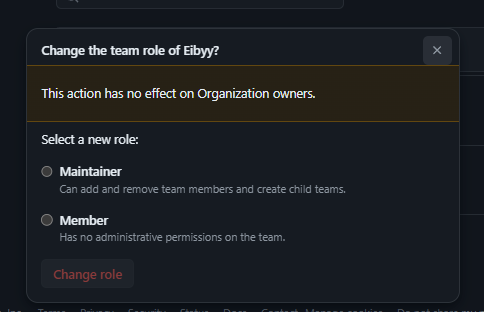 Change the team role of Eibyy?
This action has no effect on Organization owners.
Select a new role:
Maintainer
Can add and remove team members and create child teams.
Member
Has no administrative permissions on the team.
Change role
Terms Privacy Security Status Docs Contact Manage cookies Do not share my